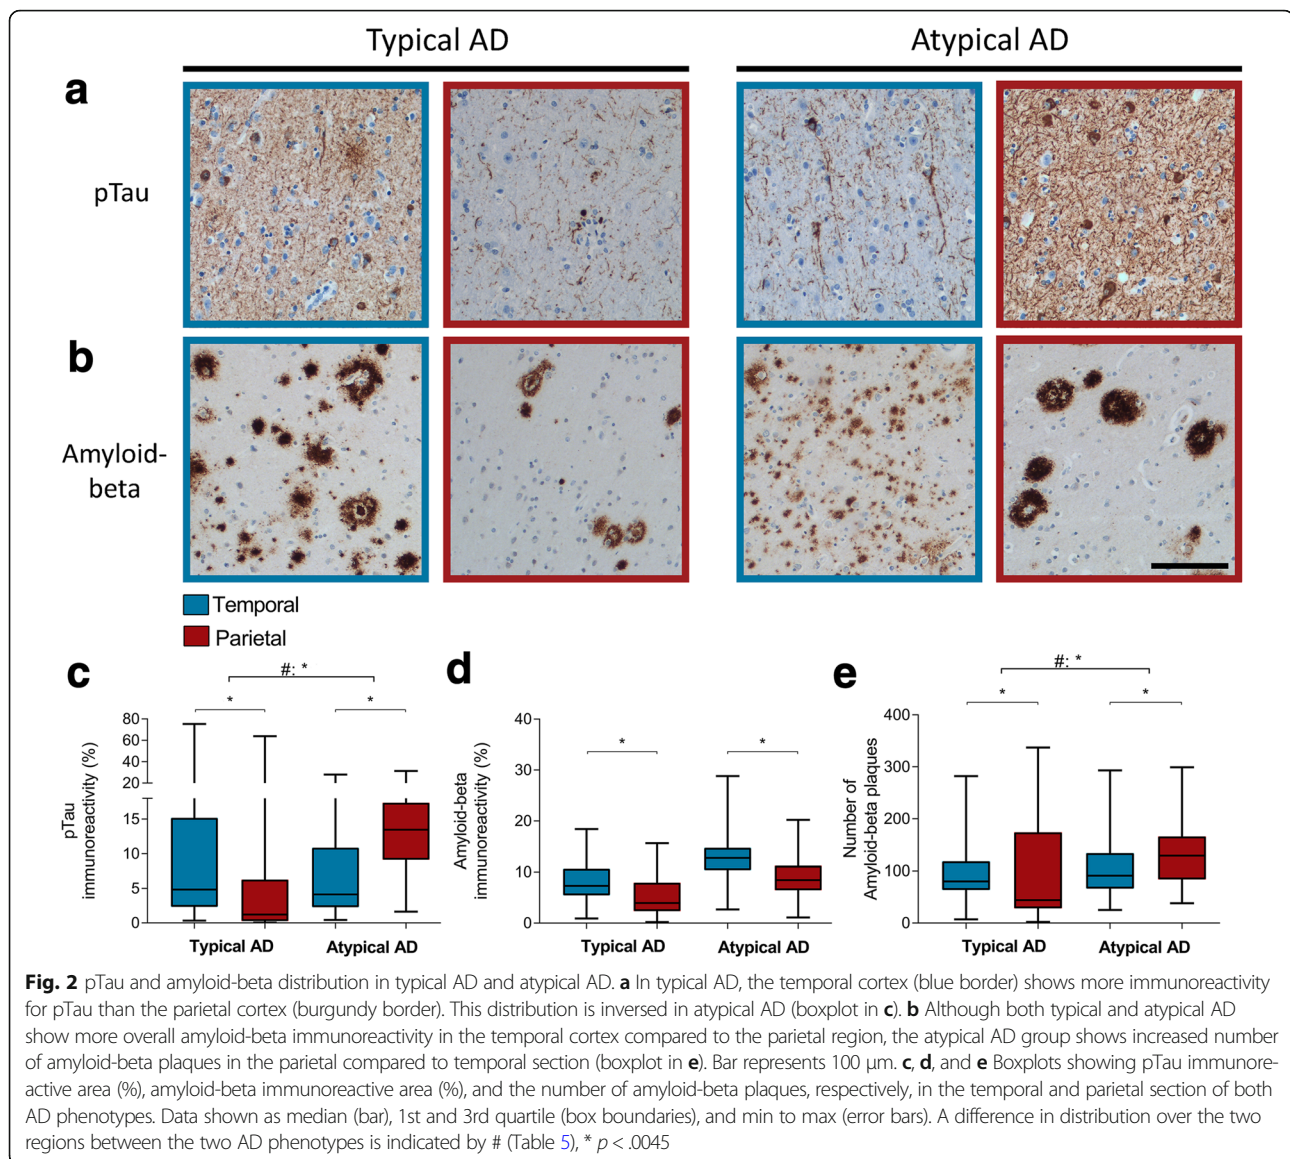 Typical AD
Atypical AD
a
pTau
b
Amyloid-
beta
Temporal
Parietal
c
#: *
*
*
pTau
immunoreactivity (%)
80
60
40
20
15
10
5
0
Typical AD
Atypical AD
d
*
*
Amyloid-beta
immunoreactivity (%)
40
30
20
10
0
Typical AD
Atypical AD
e
#: *
*
*
Number of
Amyloid-beta plaques
400
300
200
100
0
Typical AD
Atypical AD
Fig. 2 pTau and amyloid-beta distribution in typical AD and atypical AD. a In typical AD, the temporal cortex (blue border) shows more immunoreactivity
for pTau than the parietal cortex (burgundy border). This distribution is inversed in atypical AD (boxplot in c). b Although both typical and atypical AD
show more overall amyloid-beta immunoreactivity in the temporal cortex compared to the parietal region, the atypical AD group shows increased number
of amyloid-beta plaques in the parietal compared to temporal section (boxplot in e). Bar represents 100 μm. c, d, and e Boxplots showing pTau immunore-
active area (%), amyloid-beta immunoreactive area (%), and the number of amyloid-beta plaques, respectively, in the temporal and parietal section of both
AD phenotypes. Data shown as median (bar), 1st and 3rd quartile (box boundaries), and min to max (error bars). A difference in distribution over the two
regions between the two AD phenotypes is indicated by # (Table 5), * p < .0045